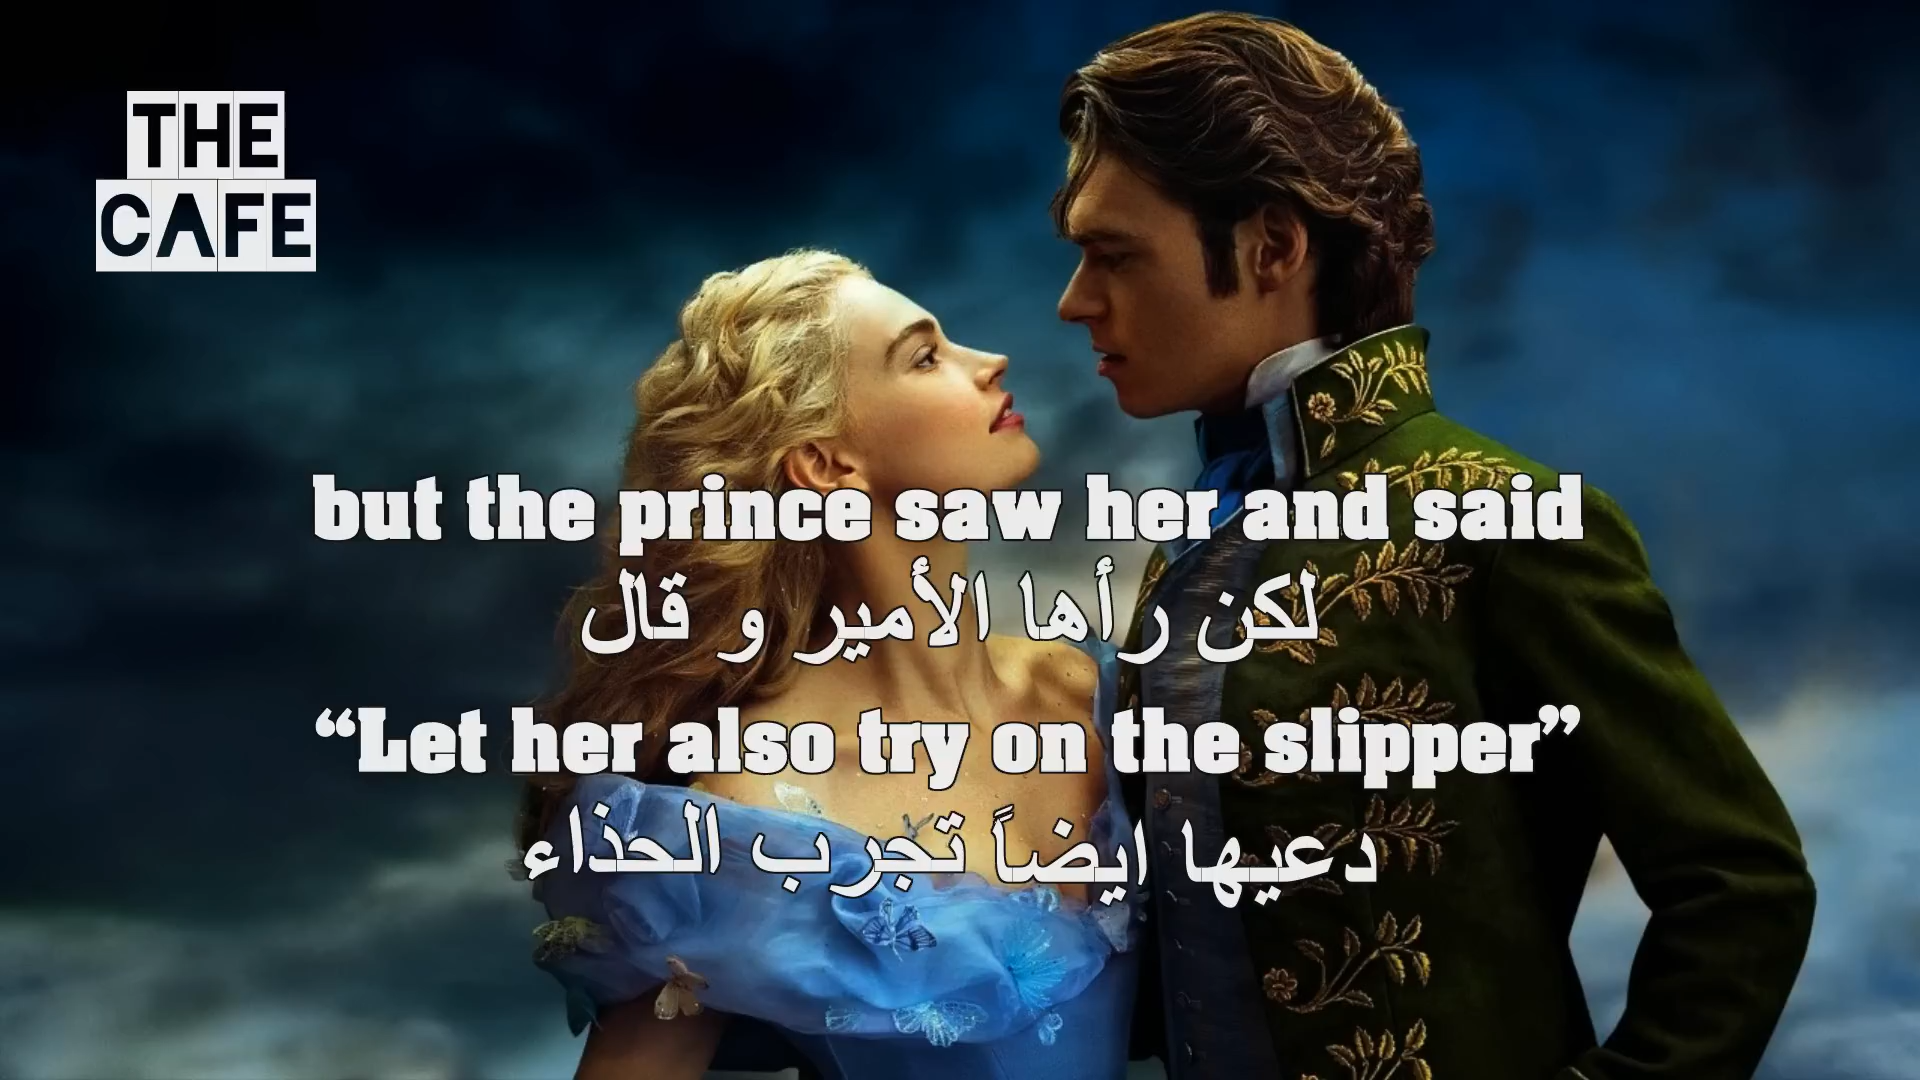 THE
CAFE
but the prince saw her and said
لكن رأها الأمير و قال
“Let her also try on the slipper”
دعيها ايضاً تجرب الحذاء